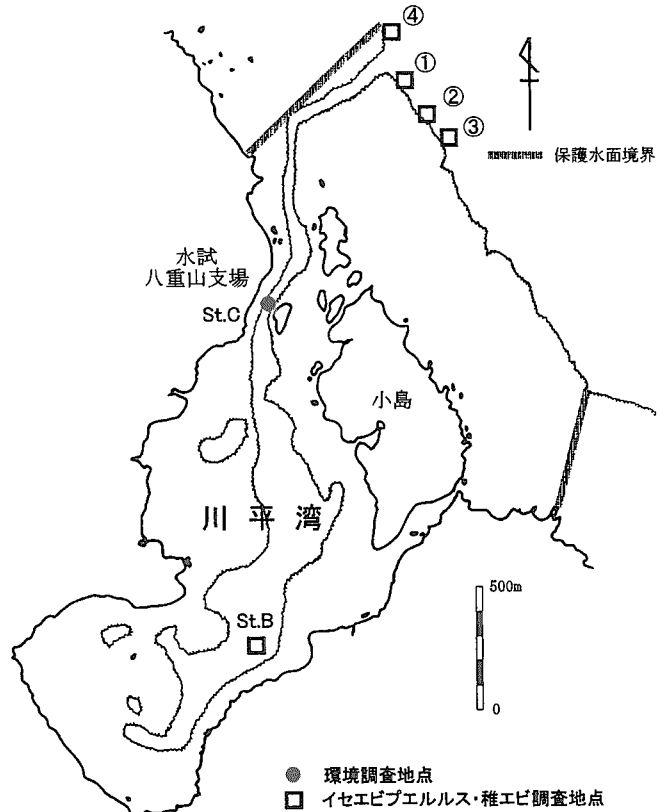 ④
①
②
③
保護水面境界
水試
八重山支場
St.C
小島
川平湾
500m
St.B
0
環境調査地点
イセエビプエルルス・稚エビ調査地点